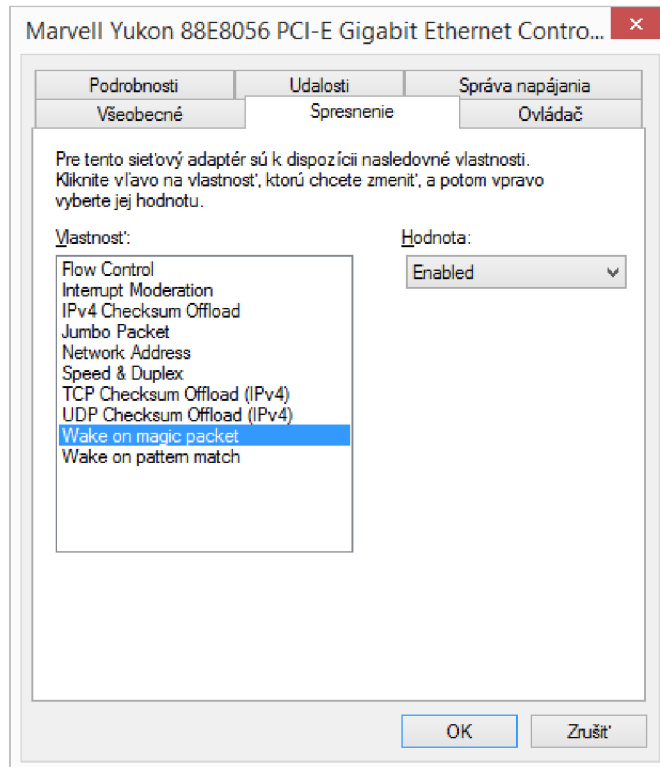 Marvell Yukon 88E8056 PCI-E Gigabit Ethernet Contro...
Podrobnosti Udalosti Správa napájania
Všeobecné Spresnenie Ovládač
Pre tento sieťový adaptér sú k dispozícii nasledovné vlastnosti.
Kliknite vľavo na vlastnosť, ktorú chcete zmeniť, a potom vpravo
vyberte jej hodnotu.
Vlastnosť: Hodnota:
Flow Control
Enabled
Interrupt Moderation
IPv4 Checksum Offload
Jumbo Packet
Network Address
Speed & Duplex
TCP Checksum Offload (IPv4)
UDP Checksum Offload (IPv4)
Wake on magic packet
Wake on pattern match
OK Zrušiť